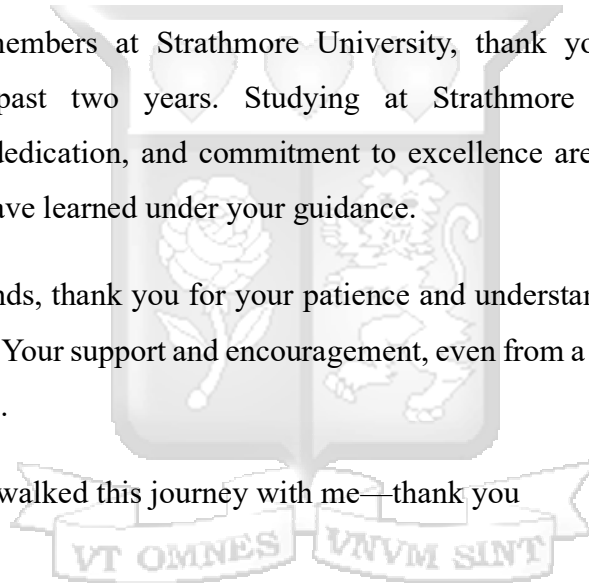 nembers at Strathmore University, thank yo
past two years. Studying at Strathmore
dedication, and commitment to excellence are
ave learned under your guidance.
nds, thank you for your patience and understan
Your support and encouragement, even from a
.
walked this journey with me—thank you
VT OMNES VNVM SINT